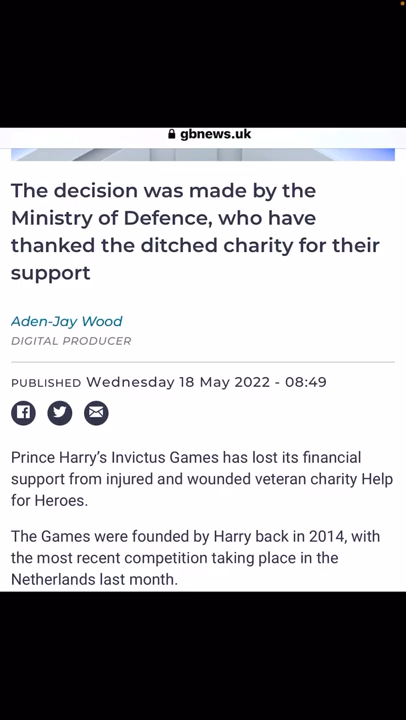 gbnews.uk
The decision was made by the
Ministry of Defence, who have
thanked the ditched charity for their
support
Aden-Jay Wood
DIGITAL PRODUCER
PUBLISHED Wednesday 18 May 2022 - 08:49
Prince Harry’s Invictus Games has lost its financial
support from injured and wounded veteran charity Help
for Heroes.
The Games were founded by Harry back in 2014, with
the most recent competition taking place in the
Netherlands last month.